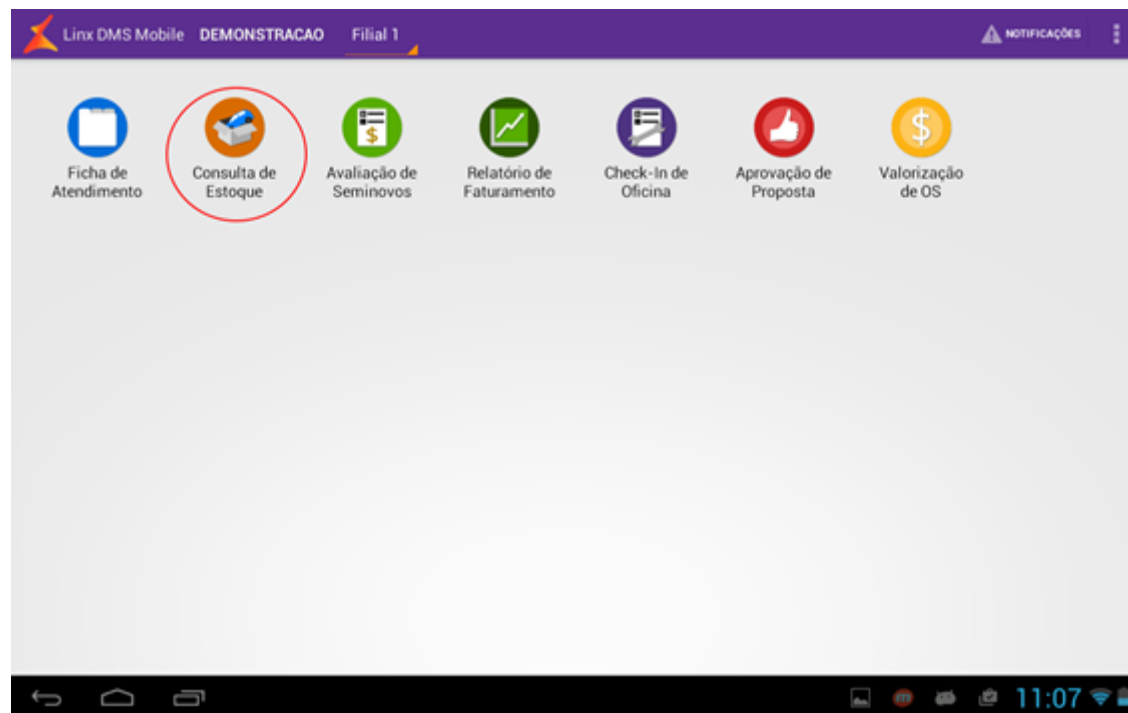 Linx DMS Mobile DEMONSTRACAO Filial 1 NOTIFICAÇÕES
Ficha de
Atendimento
Consulta de
Estoque
Avaliação de
Seminovos
Relatório de
Faturamento
Check-In de
Oficina
Aprovação de
Proposta
Valorização
de OS
11:07